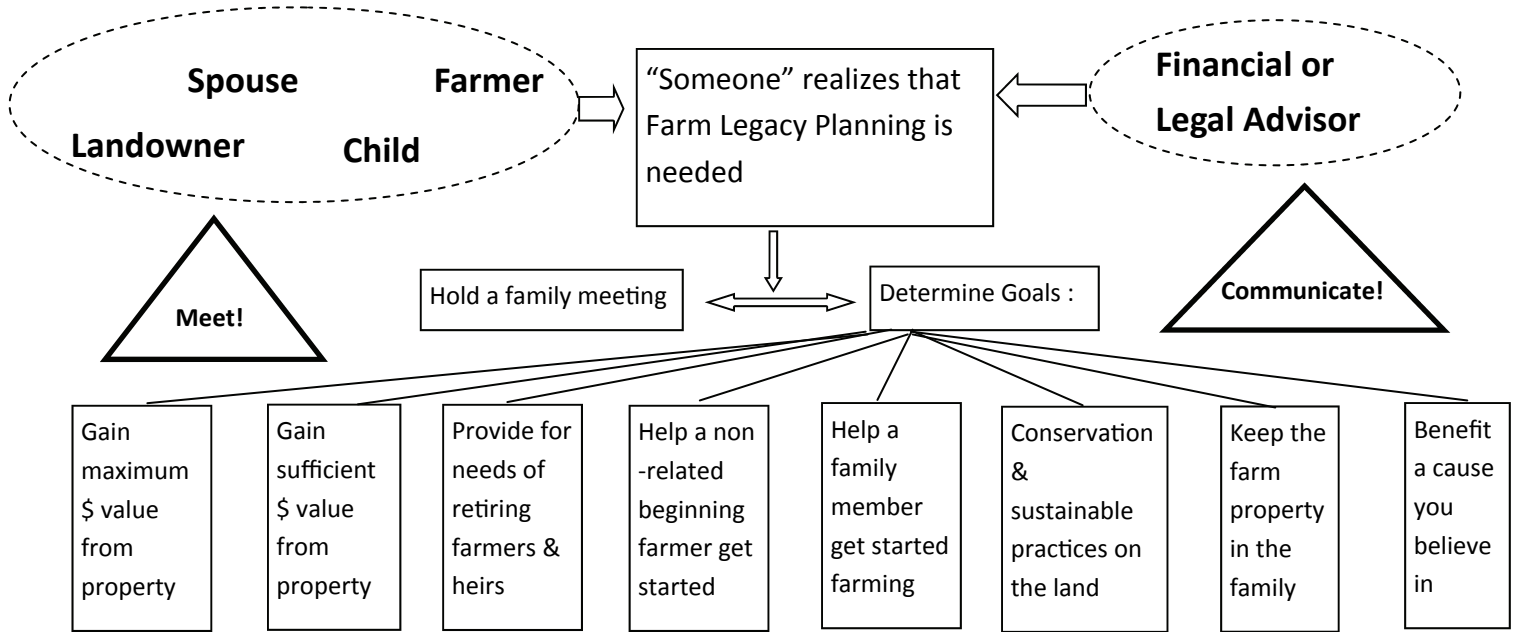 Spouse Farmer
Landowner Child
“Someone” realizes that
Farm Legacy Planning is
needed
Financial or
Legal Advisor
Meet!
Hold a family meeting
Determine Goals :
Communicate!
Gain
maximum
$ value
from
property
Gain
sufficient
$ value
from
property
Provide for
needs of
retiring
farmers &
heirs
Help a non
-related
beginning
farmer get
started
Help a
family
member
get started
farming
Conservation
&
sustainable
practices on
the land
Keep the
farm
property
in the
family
Benefit
a cause
you
believe
in